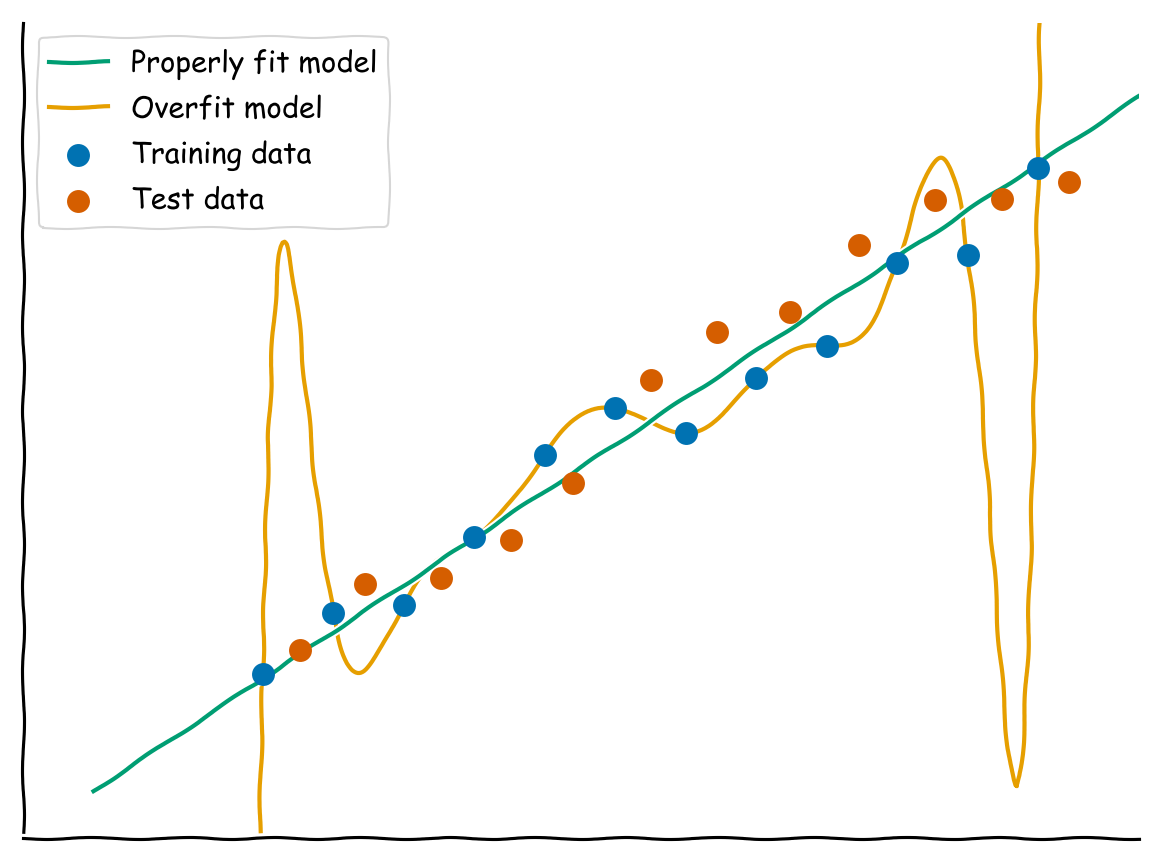 Properly fit model
Overfit model
Training data
Test data